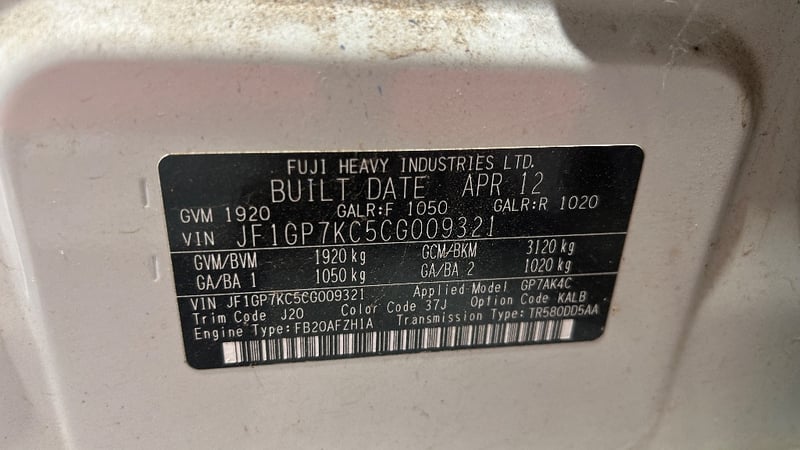 FUJI HEAVY INDUSTRIES LTD.
BUILT DATE APR 12
GVM 1920 GALR:F 1050 GALR:R 1020
VIN JF1GP7KC5CG009321
GVM/BVM 1920 kg GCM/BKM 3120 kg
GA/BA 1 1050 kg GA/BA 2 1020 kg
VIN JF1GP7KC5CG009321 Applied Model GP7AK4C
Trim Code J20 Color Code 37J Option Code KALB
Engine Type:FB20AFZH1A Transmission Type:TR580DD5AA